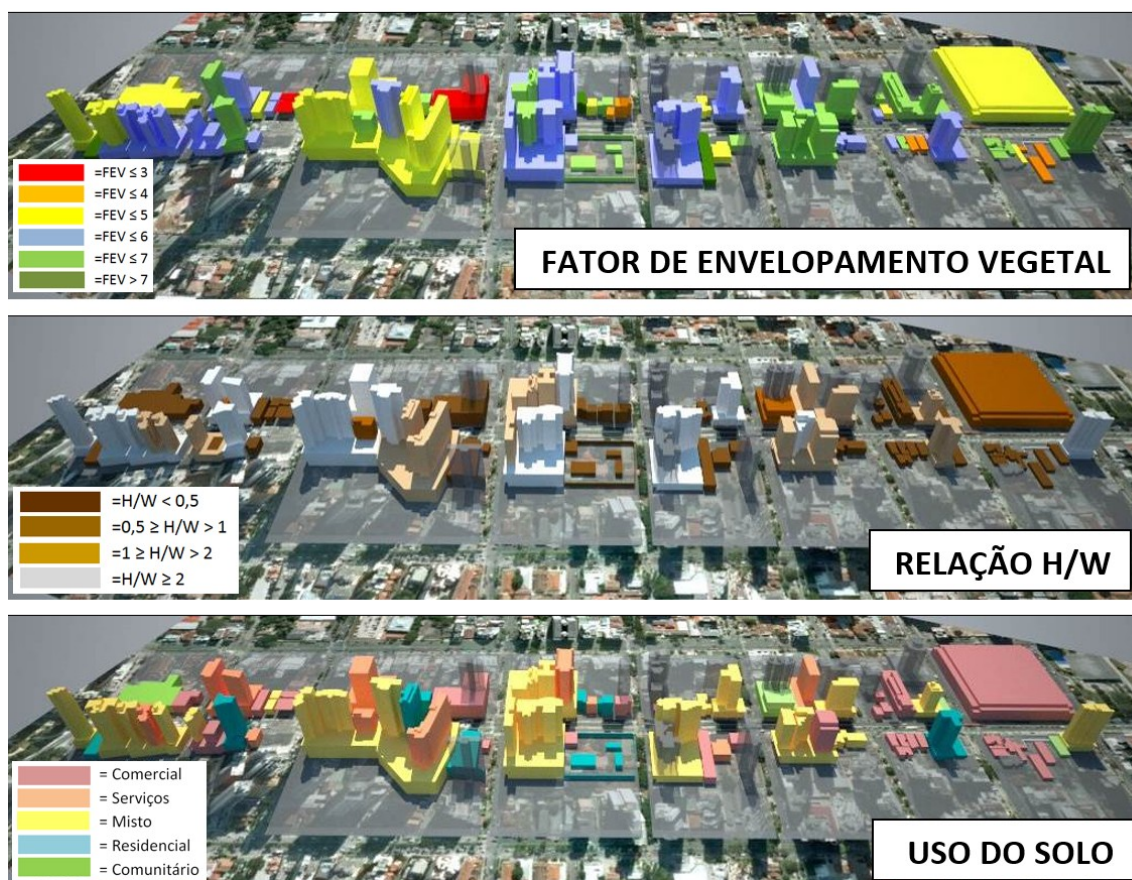 =FEV ≤ 3
=FEV ≤ 4
=FEV ≤ 5
=FEV ≤ 6
=FEV ≤ 7
=FEV > 7
FATOR DE ENVELOPAMENTO VEGETAL
=H/W < 0,5
=0,5 ≥ H/W > 1
=1 ≥ H/W > 2
=H/W ≥ 2
RELAÇÃO H/W
= Comercial
= Serviços
= Misto
= Residencial
= Comunitário
USO DO SOLO